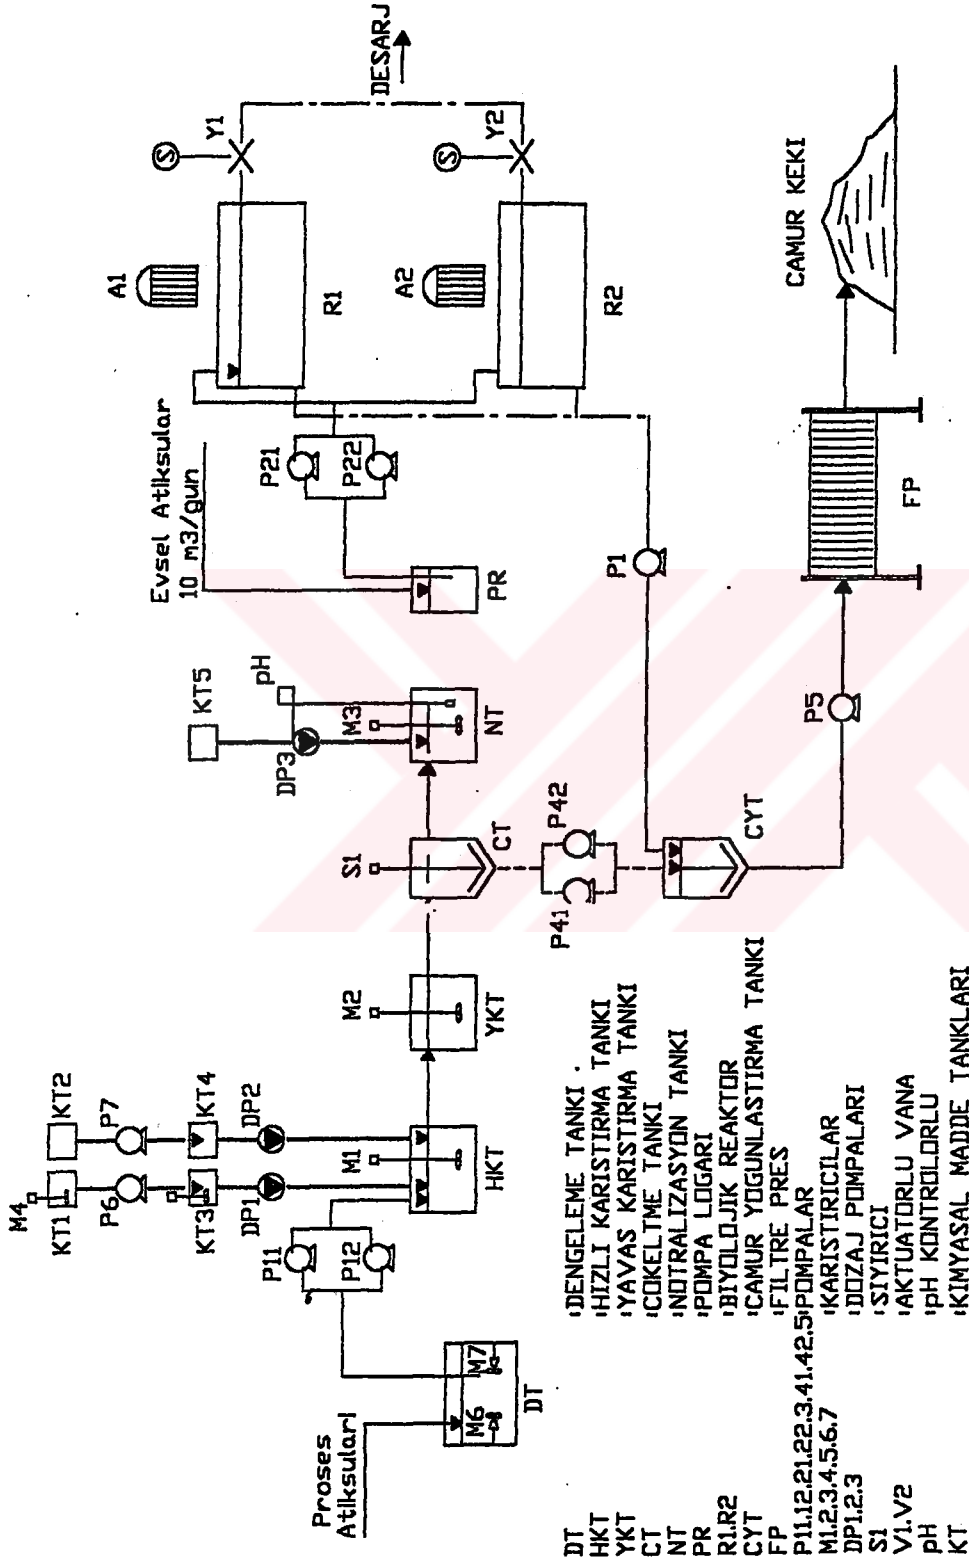 Proses
Atıksuları
DT
M6
M7
P11
P12
M4
KT1
KT2
P6
P7
KT3
KT4
DP1
DP2
M1
HKT
M2
YKT
S1
CT
P41
P42
KT5
DP3
pH
M3
NT
Evsel Atıksular
10 m3/gun
PR
P21
P22
A1
R1
A2
R2
S
Y1
S
Y2
DESARJ
P1
CYT
P5
FP
CAMUR KEKI
DT :DENGELEME TANKI
HKT :HIZLI KARISTIRMA TANKI
YKT :YAVAS KARISTIRMA TANKI
CT :COKELTME TANKI
NT :NOTRALIZASYON TANKI
PR :POMPA LOGARI
R1.R2 :BIYOLOJIK REAKTOR
CYT :CAMUR YOGUNLASTIRMA TANKI
FP :FILTRE PRES
P11.12.21.22.3.41.42.5:POMPALAR
M1.2.3.4.5.6.7 :KARISTIRICILAR
DP1.2.3 :DOZAJ POMPALARI
S1 :SIYIRICI
V1.V2 :AKTUATORLU VANA
pH :pH KONTROLORLU
KT :KIMYASAL MADDE TANKLARI